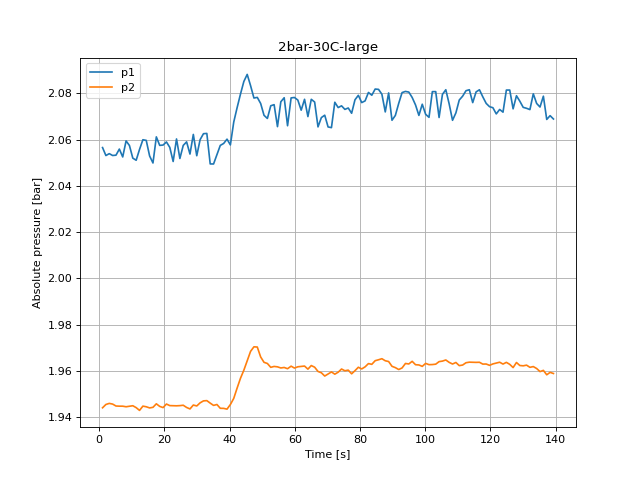 2bar-30C-large
p1
p2
2.08
2.06
2.04
2.02
2.00
1.98
1.96
1.94
Absolute pressure [bar]
0 20 40 60 80 100 120 140
Time [s]